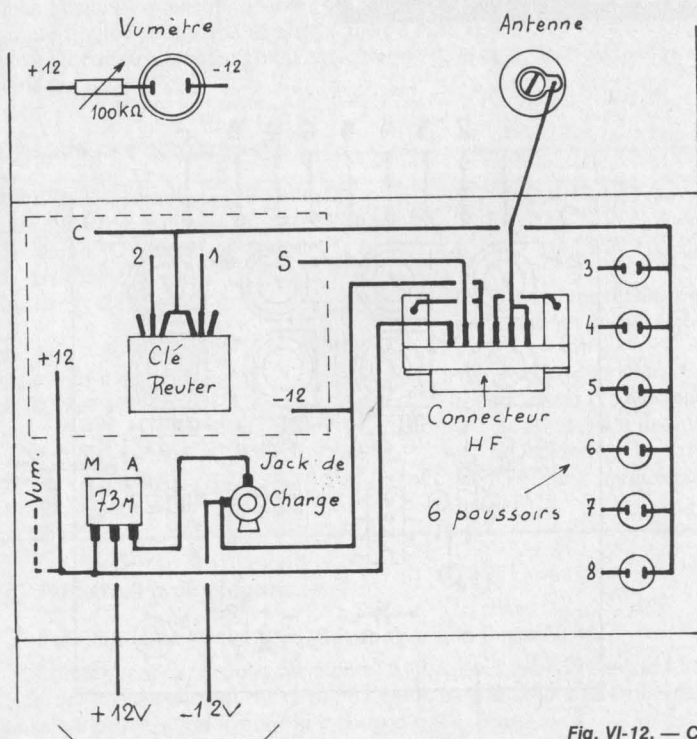 Vumètre
Antenne
+12
-12
100kΩ
C
2
1
S
3
4
+12
Clé
Reuter
-12
5
Connecteur
HF
6
Vum.
M A
Jack de
Charge
731
6 poussoirs
7
8
+12V -12V
Fig. VI-12. — C